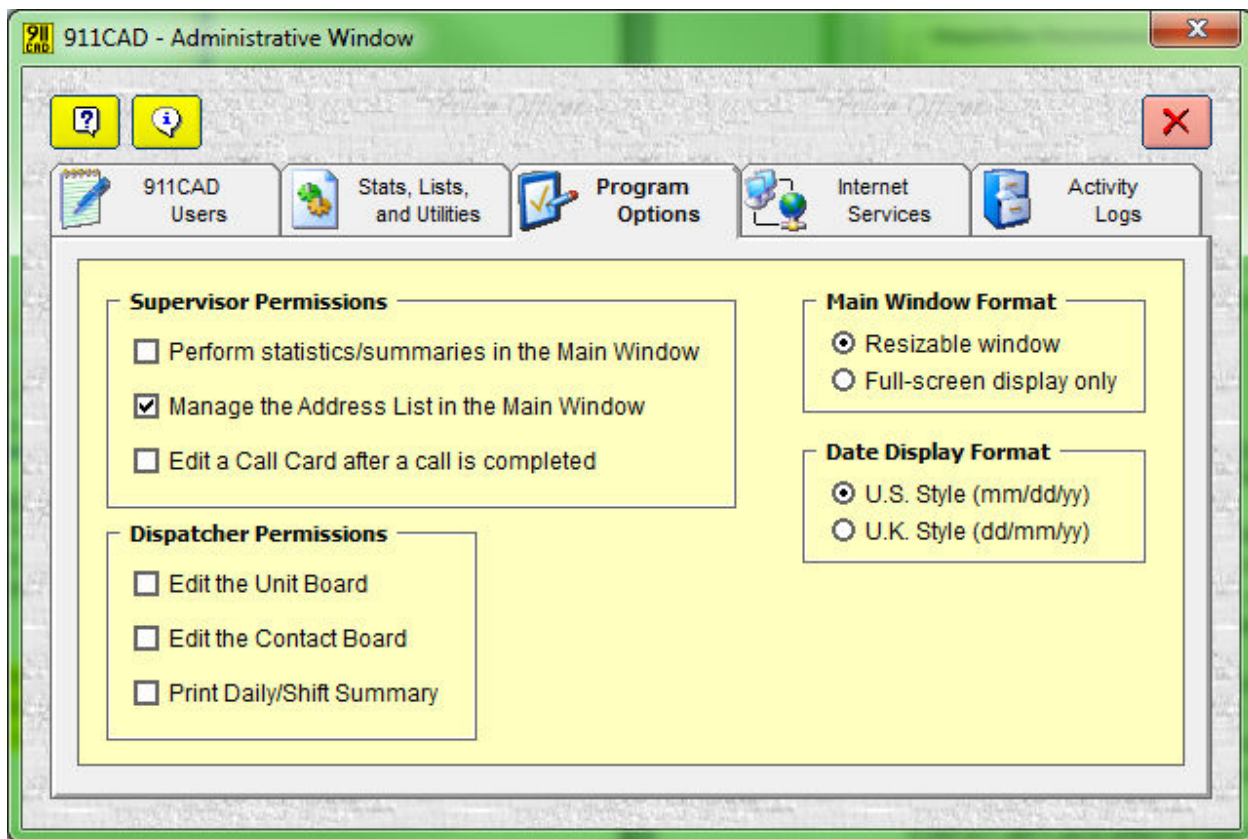 911
CAD
911CAD - Administrative Window
911CAD
Users
Stats, Lists,
and Utilities
Program
Options
Internet
Services
Activity
Logs
Supervisor Permissions
Perform statistics/summaries in the Main Window
Manage the Address List in the Main Window
Edit a Call Card after a call is completed
Dispatcher Permissions
Edit the Unit Board
Edit the Contact Board
Print Daily/Shift Summary
Main Window Format
Resizable window
Full-screen display only
Date Display Format
U.S. Style (mm/dd/yy)
U.K. Style (dd/mm/yy)